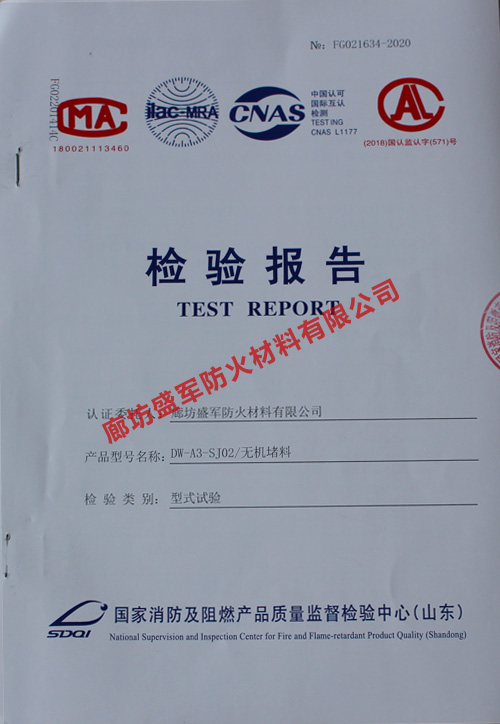 №: FG021634-2020
FG02201414C
CMA
180021113460
ilac-MRA
CNAS
中国认可
国际互认
检测
TESTING
CNAS L1177
CAL
(2018)国认监认字(571)号
检验报告
TEST REPORT
廊坊盛军防火材料有限公司
认证委托人: 廊坊盛军防火材料有限公司
产品型号名称: DW-A3-SJ02/无机堵料
检验类别: 型式试验
SDQI
国家消防及阻燃产品质量监督检验中心(山东)
National Supervision and Inspection Center for Fire and Flame-retardant Product Quality (Shandong)